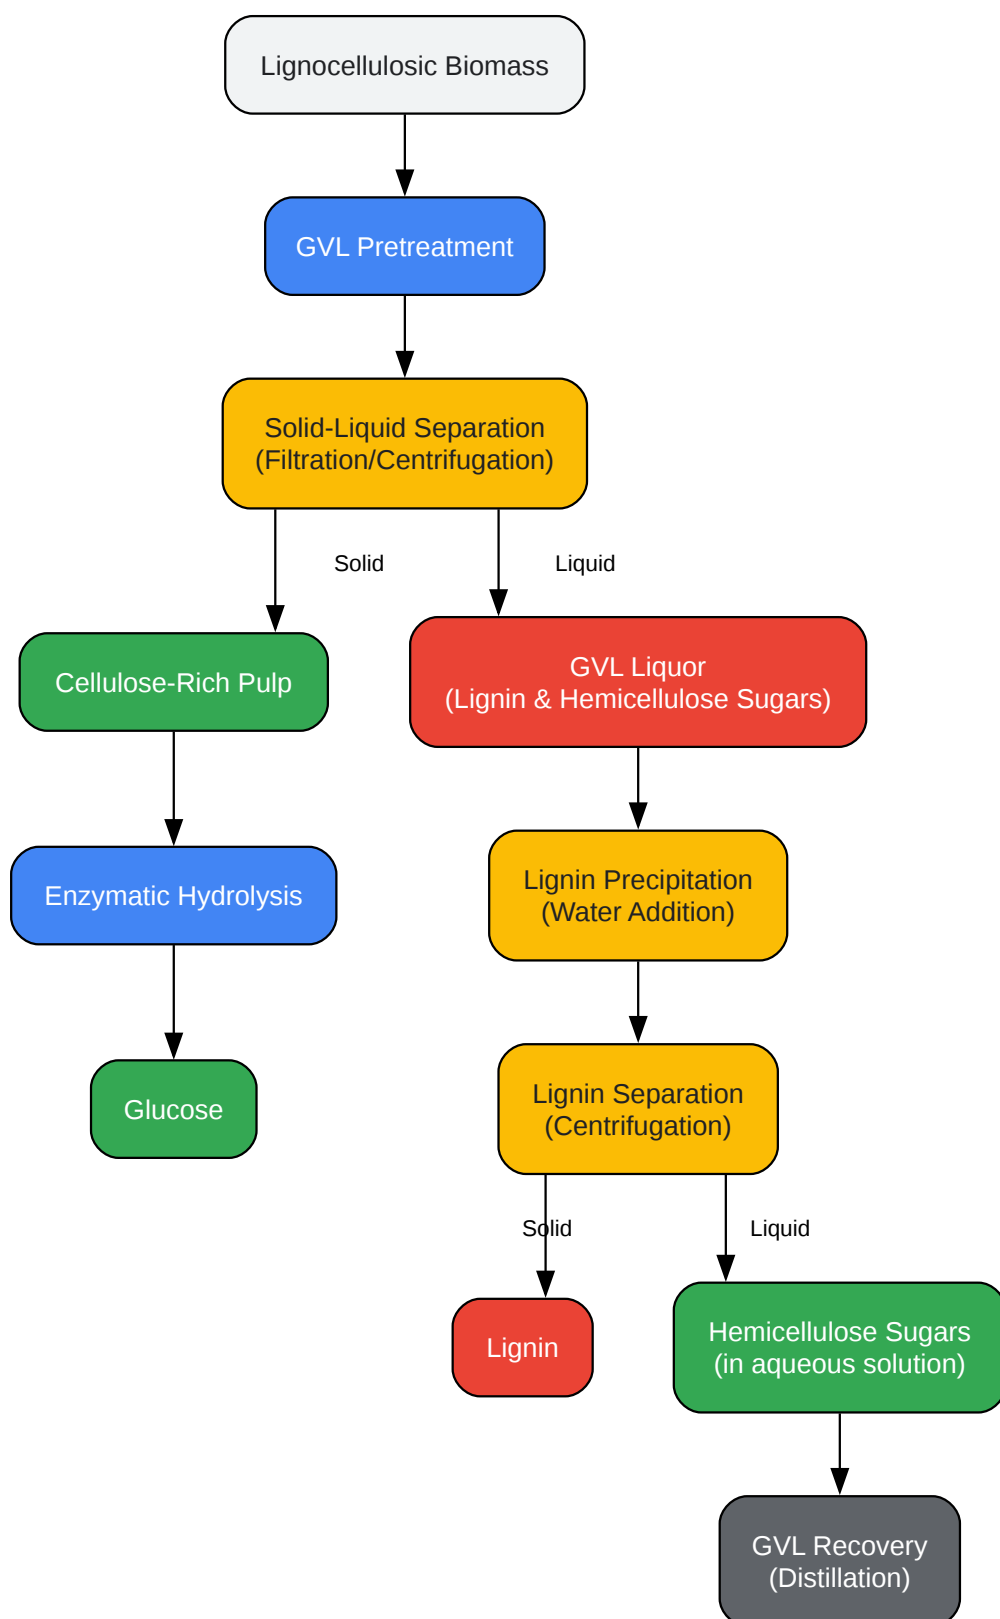 Lignocellulosic Biomass
GVL Pretreatment
Solid-Liquid Separation
(Filtration/Centrifugation)
Solid
Liquid
Cellulose-Rich Pulp
GVL Liquor
(Lignin & Hemicellulose Sugars)
Enzymatic Hydrolysis
Lignin Precipitation
(Water Addition)
Glucose
Lignin Separation
(Centrifugation)
Solid
Liquid
Lignin
Hemicellulose Sugars
(in aqueous solution)
GVL Recovery
(Distillation)